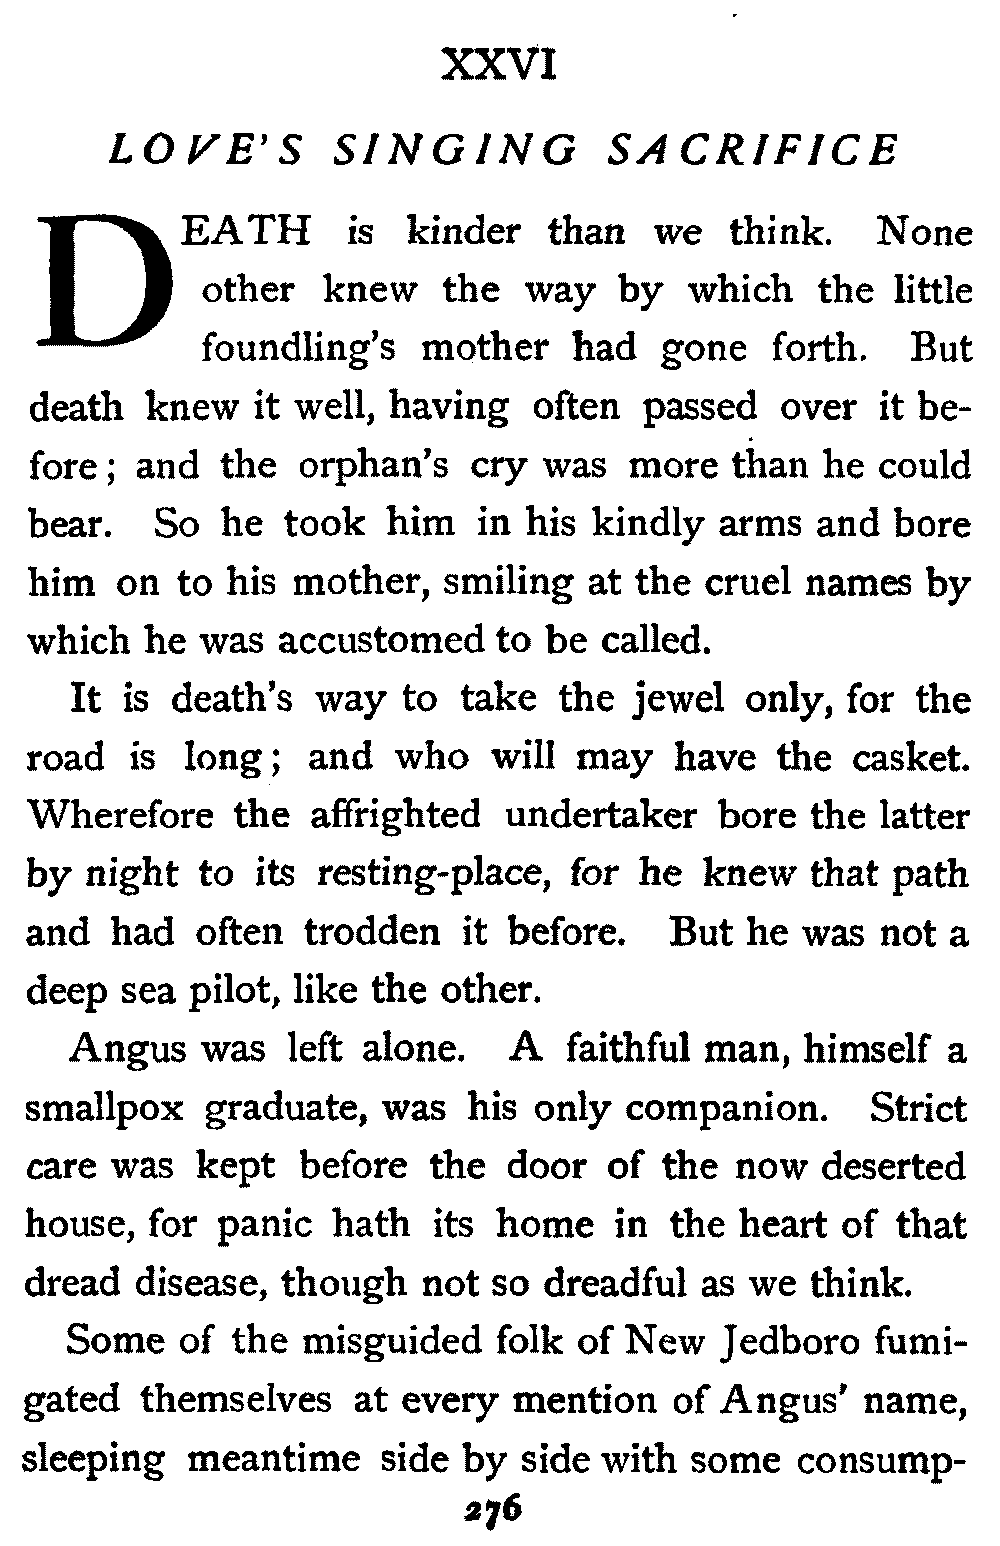 XXVI
LOVE'S SINGING SACRIFICE
DEATH is kinder than we think. None
other knew the way by which the little
foundling's mother had gone forth. But
death knew it well, having often passed over it be-
fore; and the orphan's cry was more than he could
bear. So he took him in his kindly arms and bore
him on to his mother, smiling at the cruel names by
which he was accustomed to be called.
It is death's way to take the jewel only, for the
road is long; and who will may have the casket.
Wherefore the affrighted undertaker bore the latter
by night to its resting-place, for he knew that path
and had often trodden it before. But he was not a
deep sea pilot, like the other.
Angus was left alone. A faithful man, himself a
smallpox graduate, was his only companion. Strict
care was kept before the door of the now deserted
house, for panic hath its home in the heart of that
dread disease, though not so dreadful as we think.
Some of the misguided folk of New Jedboro fumi-
gated themselves at every mention of Angus' name,
sleeping meantime side by side with some consump-
276